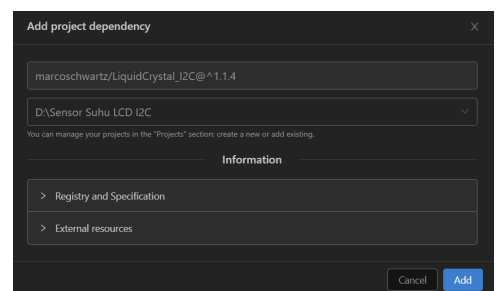 Add project dependency
marcoschwartz/LiquidCrystal_I2C@^1.1.4
D:\Sensor Suhu LCD I2C
You can manage your projects in the "Projects" section: create a new or add existing.
Information
Registry and Specification
External resources
Cancel Add